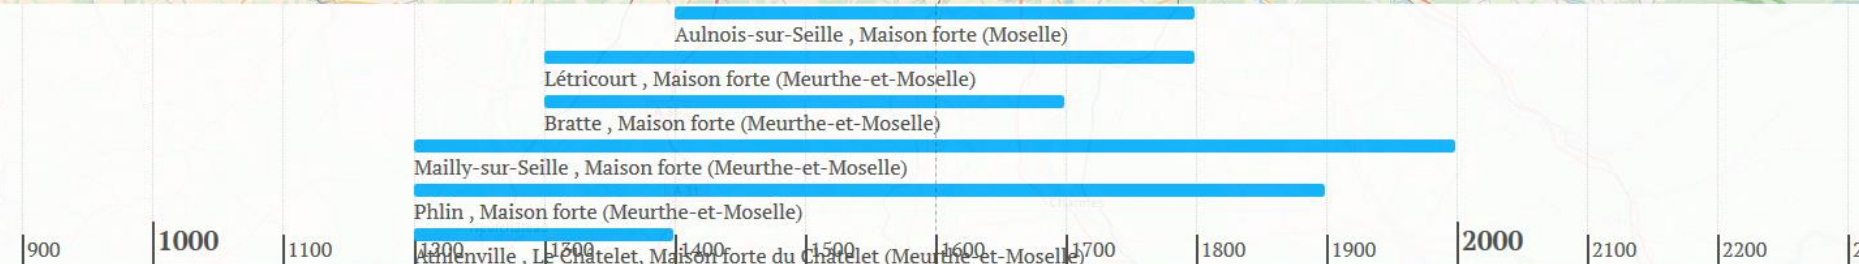 Aulnois-sur-Seille , Maison forte (Moselle)
Létricourt , Maison forte (Meurthe-et-Moselle)
Bratte , Maison forte (Meurthe-et-Moselle)
Mailly-sur-Seille , Maison forte (Meurthe-et-Moselle)
Phlin , Maison forte (Meurthe-et-Moselle)
900 1000 1100 1200 1300 1400 1500 1600 1700 1800 1900 2000 2100 2200
Athienville , Le Châtelet, Maison forte du Châtelet (Meurthe-et-Moselle)